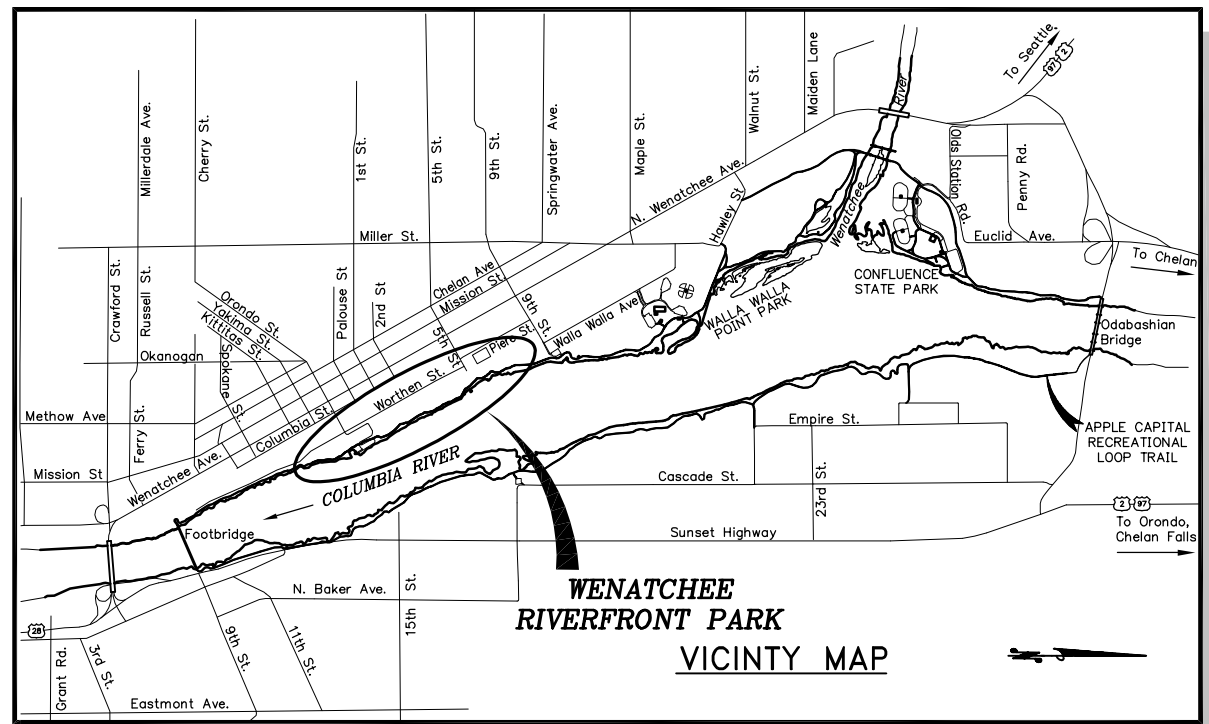 Millerdale Ave.
Cherry St.
1st St.
5th St.
9th St.
Springwater Ave.
Maple St.
Walnut St.
Maiden Lane
River
To Seattle
97
2
Olds Station Rd.
Penny Rd.
N. Wenatchee Ave.
Hawley St
Wenatchee
Miller St.
Euclid Ave.
To Chelan
Crawford St.
Russell St.
Orondo St.
Yakima St.
Kittitas St.
Palouse St
2nd St
Chelan Ave
Mission St.
9th St.
5th St
Piere St.
Walla Walla Ave
WALLA WALLA
POINT PARK
CONFLUENCE
STATE PARK
Odabashian
Bridge
Okanogan
Spokane St.
Worthen St.
Columbia St.
Methow Ave
Ferry St.
Mission St
Wenatchee Ave.
COLUMBIA RIVER
Empire St.
APPLE CAPITAL
RECREATIONAL
LOOP TRAIL
Cascade St.
23rd St.
2
97
To Orondo,
Chelan Falls
Footbridge
Sunset Highway
N. Baker Ave.
15th St.
28
Grant Rd.
3rd St.
9th St.
11th St.
Eastmont Ave.
WENATCHEE
RIVERFRONT PARK
VICINTY MAP